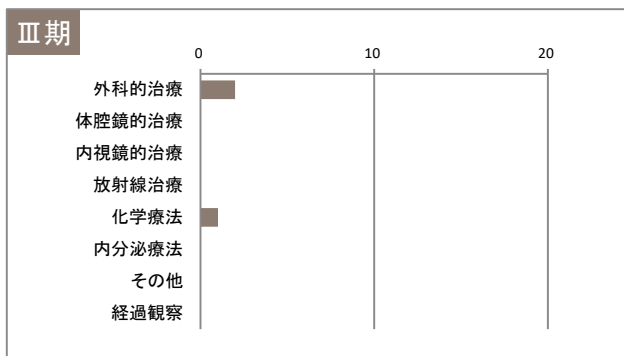 Ⅲ期
0 10 20
外科的治療
体腔鏡的治療
内視鏡的治療
放射線治療
化学療法
内分泌療法
その他
経過観察